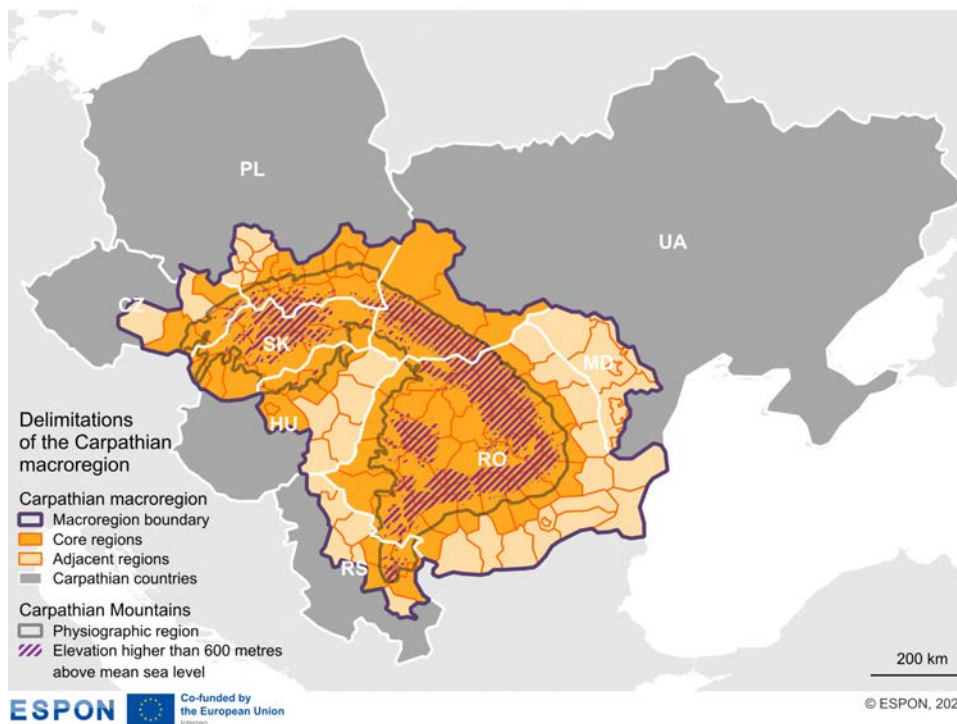 PL
UA
CZ
SK
MD
HU
RO
RS
Delimitations
of the Carpathian
macroregion
Carpathian macroregion
Macroregion boundary
Core regions
Adjacent regions
Carpathian countries
Carpathian Mountains
Physiographic region
Elevation higher than 600 metres
above mean sea level
200 km
ESPON
Co-funded by
the European Union
Interreg
© ESPON, 202